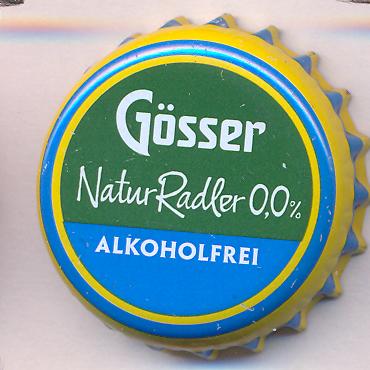 Gösser
NaturRadler 0,0%
ALKOHOLFREI